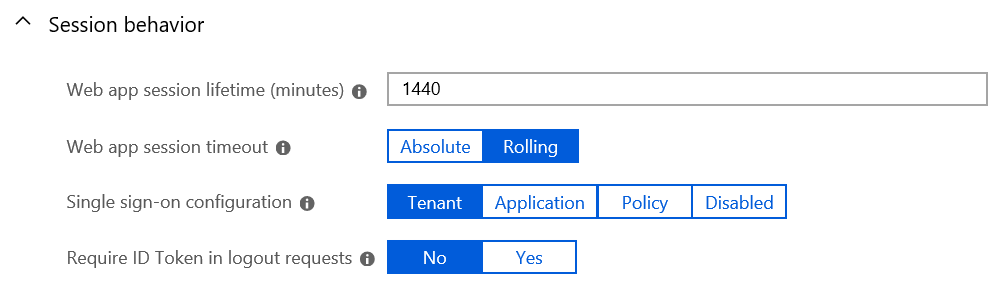 Session behavior
Web app session lifetime (minutes) 1440
Web app session timeout Absolute Rolling
Single sign-on configuration Tenant Application Policy Disabled
Require ID Token in logout requests No Yes